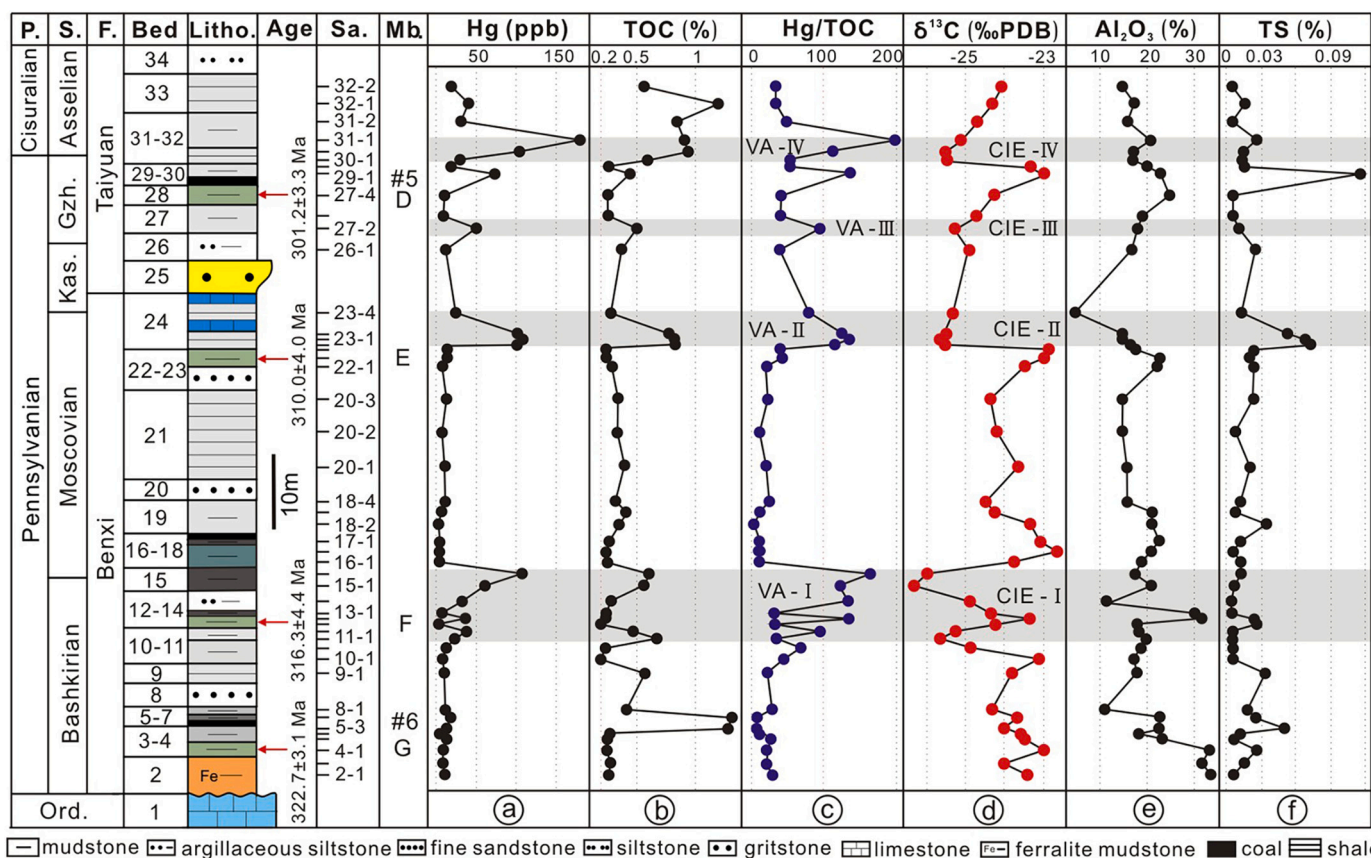 P. S. F. Bed Litho. Age Sa. Mb. Hg (ppb) TOC (%) Hg/TOC δ¹³C (‰PDB) Al₂O₃ (%) TS (%)
50 150 0.2 0.5 1 0 100 200 -25 -23 10 20 30 0 0.03 0.09
Cisuralian
Pennsylvanian
Ord.
Asselian
Gzh.
Kas.
Moscovian
Bashkirian
Taiyuan
Benxi
34
33
31-32
29-30
28
27
26
25
24
22-23
21
20
19
16-18
15
12-14
10-11
9
8
5-7
3-4
2
1
Fe
301.2±3.3 Ma
310.0±4.0 Ma
10m
316.3±4.4 Ma
322.7±3.1 Ma
32-2
32-1
31-2
31-1
30-1
29-1
27-4
27-2
26-1
23-4
23-1
22-1
20-3
20-2
20-1
18-4
18-2
17-1
16-1
15-1
13-1
11-1
10-1
9-1
8-1
5-3
4-1
2-1
#5
D
E
F
#6
G
VA-IV CIE-IV
VA-III CIE-III
VA-II CIE-II
VA-I CIE-I
a b c d e f
mudstone argillaceous siltstone fine sandstone siltstone gritstone limestone Fe ferralite mudstone coal shale